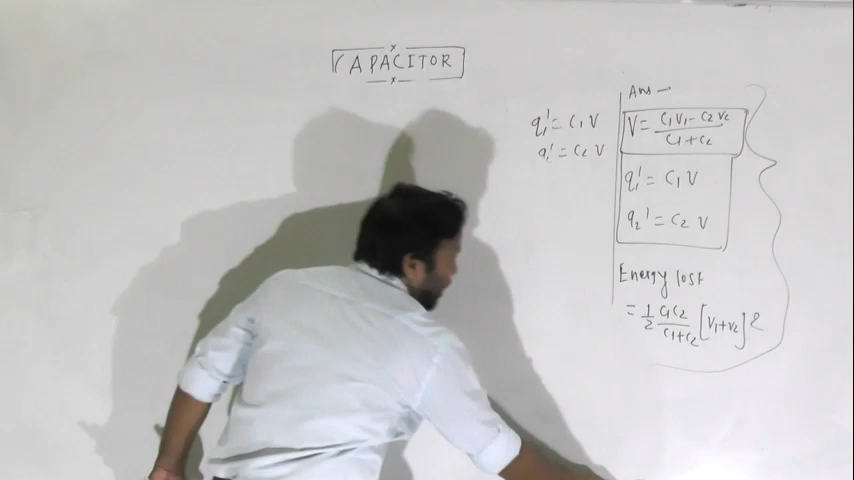 CAPACITOR
q₁' = C₁ V
q₂' = C₂ V
Ans →
V = C₁V₁ - C₂V₂ / C₁ + C₂
q₁' = C₁ V
q₂' = C₂ V
Energy lost
= 1/2 C₁C₂ / C₁+C₂ [V₁+V₂]²